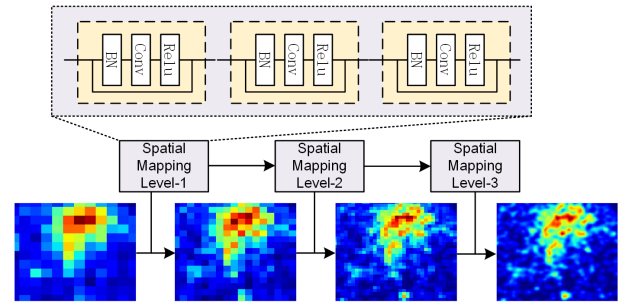 BN Conv Relu BN Conv Relu BN Conv Relu
Spatial Mapping Level-1
Spatial Mapping Level-2
Spatial Mapping Level-3